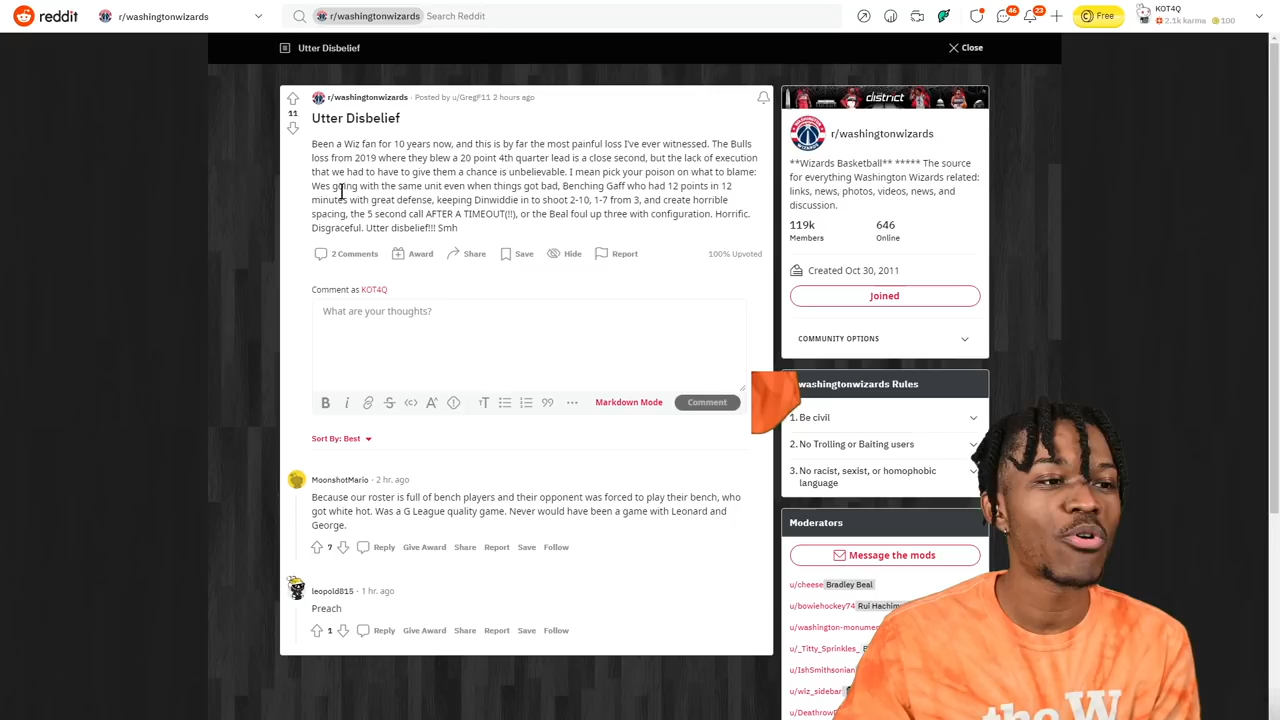 reddit
r/washingtonwizards
r/washingtonwizards Search Reddit
46
23
Free
KOT4Q
2.1k karma 100
Utter Disbelief
Close
r/washingtonwizards · Posted by u/GregF11 2 hours ago
11
Utter Disbelief
Been a Wiz fan for 10 years now, and this is by far the most painful loss I've ever witnessed. The Bulls
loss from 2019 where they blew a 20 point 4th quarter lead is a close second, but the lack of execution
that we had to have to give them a chance is unbelievable. I mean pick your poison on what to blame:
Wes going with the same unit even when things got bad, Benching Gaff who had 12 points in 12
minutes with great defense, keeping Dinwiddie in to shoot 2-10, 1-7 from 3, and create horrible
spacing, the 5 second call AFTER A TIMEOUT(!!), or the Beal foul up three with configuration. Horrific.
Disgraceful. Utter disbelief!!! Smh
2 Comments Award Share Save Hide Report 100% Upvoted
Comment as KOT4Q
What are your thoughts?
Markdown Mode Comment
Sort By: Best
MoonshotMario · 2 hr. ago
Because our roster is full of bench players and their opponent was forced to play their bench, who
got white hot. Was a G League quality game. Never would have been a game with Leonard and
George.
7 Reply Give Award Share Report Save Follow
leopold815 · 1 hr. ago
Preach
1 Reply Give Award Share Report Save Follow
district
r/washingtonwizards
**Wizards Basketball** ***** The source
for everything Washington Wizards related:
links, news, photos, videos, news, and
discussion.
119k 646
Members Online
Created Oct 30, 2011
Joined
COMMUNITY OPTIONS
washingtonwizards Rules
1. Be civil
2. No Trolling or Baiting users
3. No racist, sexist, or homophobic
language
Moderators
Message the mods
u/cheese Bradley Beal
u/bowiehockey74 Rui Hachim
u/washington-monumen
u/_Titty_Sprinkles_
u/IshSmithsonian
u/wiz_sidebar
u/DeathrowD
the W